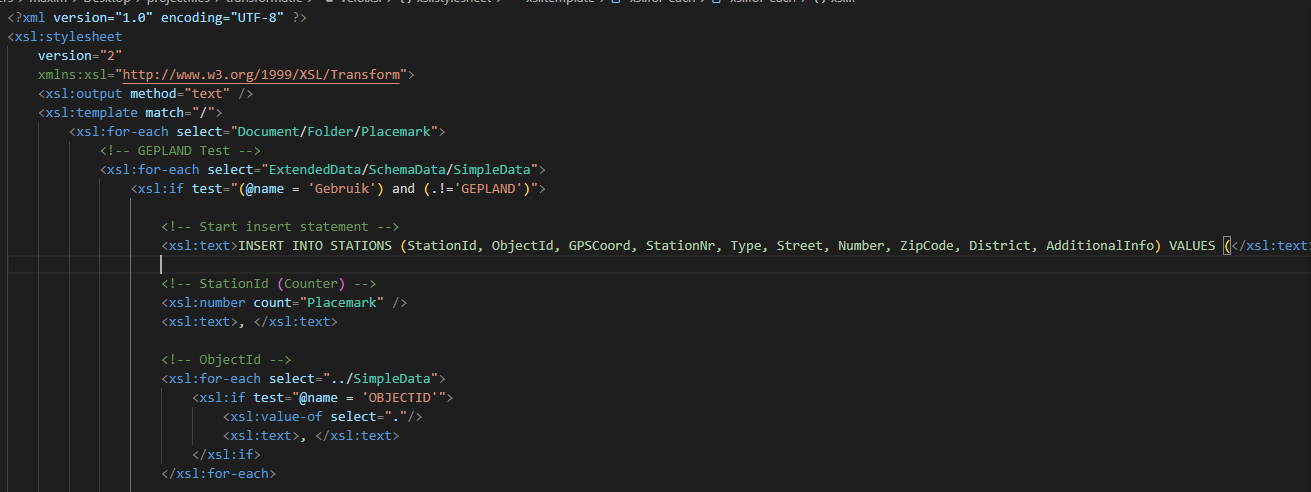 <?xml version="1.0" encoding="UTF-8" ?>
<xsl:stylesheet
version="2"
xmlns:xsl="http://www.w3.org/1999/XSL/Transform">
<xsl:output method="text" />
<xsl:template match="/">
<xsl:for-each select="Document/Folder/Placemark">
<!-- GEPLAND Test -->
<xsl:for-each select="ExtendedData/SchemaData/SimpleData">
<xsl:if test="(@name = 'Gebruik') and (.!='GEPLAND')">
<!-- Start insert statement -->
<xsl:text>INSERT INTO STATIONS (StationId, ObjectId, GPSCoord, StationNr, Type, Street, Number, ZipCode, District, AdditionalInfo) VALUES (</xsl:text>
<!-- StationId (Counter) -->
<xsl:number count="Placemark" />
<xsl:text>, </xsl:text>
<!-- ObjectId -->
<xsl:for-each select="../SimpleData">
<xsl:if test="@name = 'OBJECTID'">
<xsl:value-of select="."/>
<xsl:text>, </xsl:text>
</xsl:if>
</xsl:for-each>